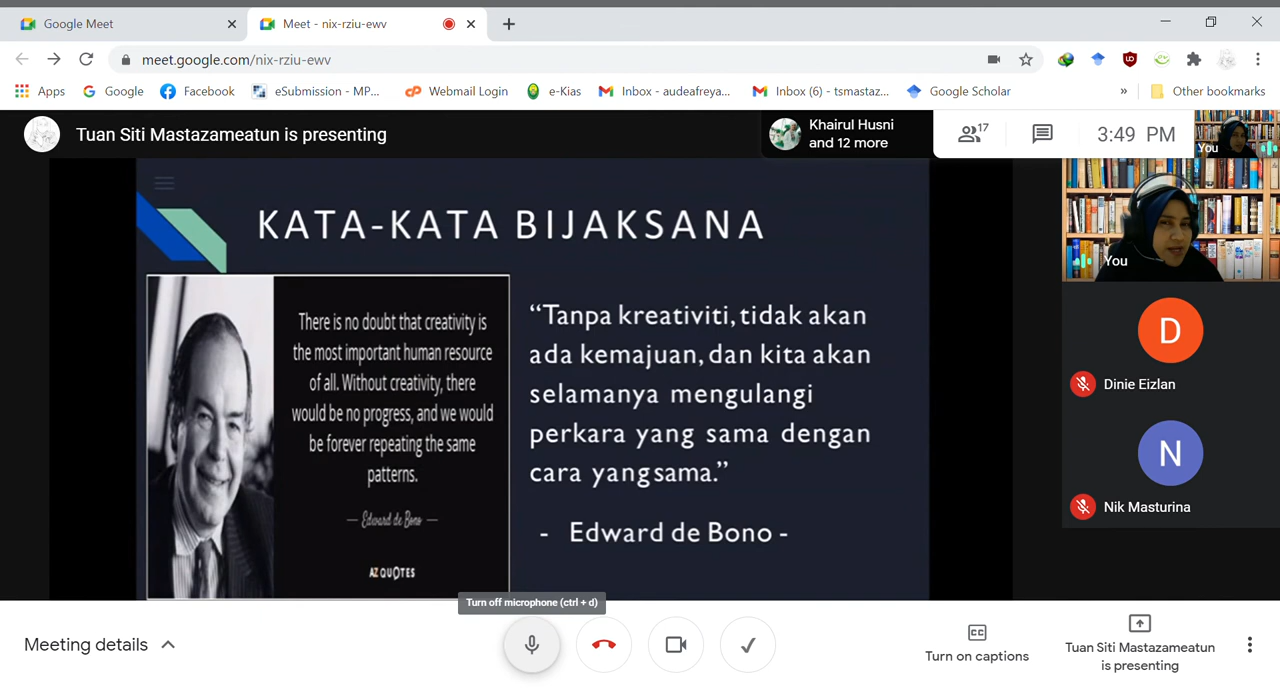 Google Meet
Meet - nix-rziu-ewv
meet.google.com/nix-rziu-ewv
Apps
Google
Facebook
eSubmission - MP...
Webmail Login
e-Kias
Inbox - audeafreya...
Inbox (6) - tsmastaz...
Google Scholar
»
Other bookmarks
Tuan Siti Mastazameatun is presenting
Khairul Husni
and 12 more
17
3:49 PM
You
KATA-KATA BIJAKSANA
There is no doubt that creativity is
the most important human resource
of all. Without creativity, there
would be no progress, and we would
be forever repeating the same
patterns.
— Edward de Bono —
AZ QUOTES
“Tanpa kreativiti, tidak akan
ada kemajuan, dan kita akan
selamanya mengulangi
perkara yang sama dengan
cara yang sama.”
- Edward de Bono -
You
D
Dinie Eizlan
N
Nik Masturina
Turn off microphone (ctrl + d)
Meeting details
CC
Turn on captions
Tuan Siti Mastazameatun
is presenting